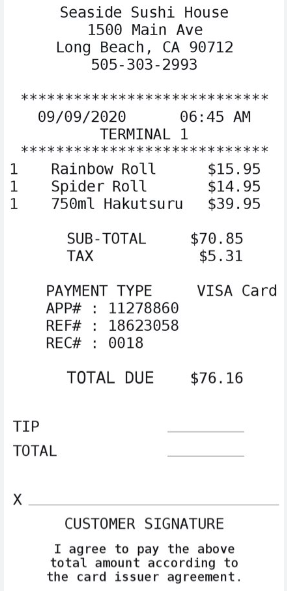 Seaside Sushi House
1500 Main Ave
Long Beach, CA 90712
505-303-2993
****************************
09/09/2020 06:45 AM
TERMINAL 1
****************************
1 Rainbow Roll $15.95
1 Spider Roll $14.95
1 750ml Hakutsuru $39.95
SUB-TOTAL $70.85
TAX $5.31
PAYMENT TYPE VISA Card
APP# : 11278860
REF# : 18623058
REC# : 0018
TOTAL DUE $76.16
TIP
TOTAL
X
CUSTOMER SIGNATURE
I agree to pay the above
total amount according to
the card issuer agreement.